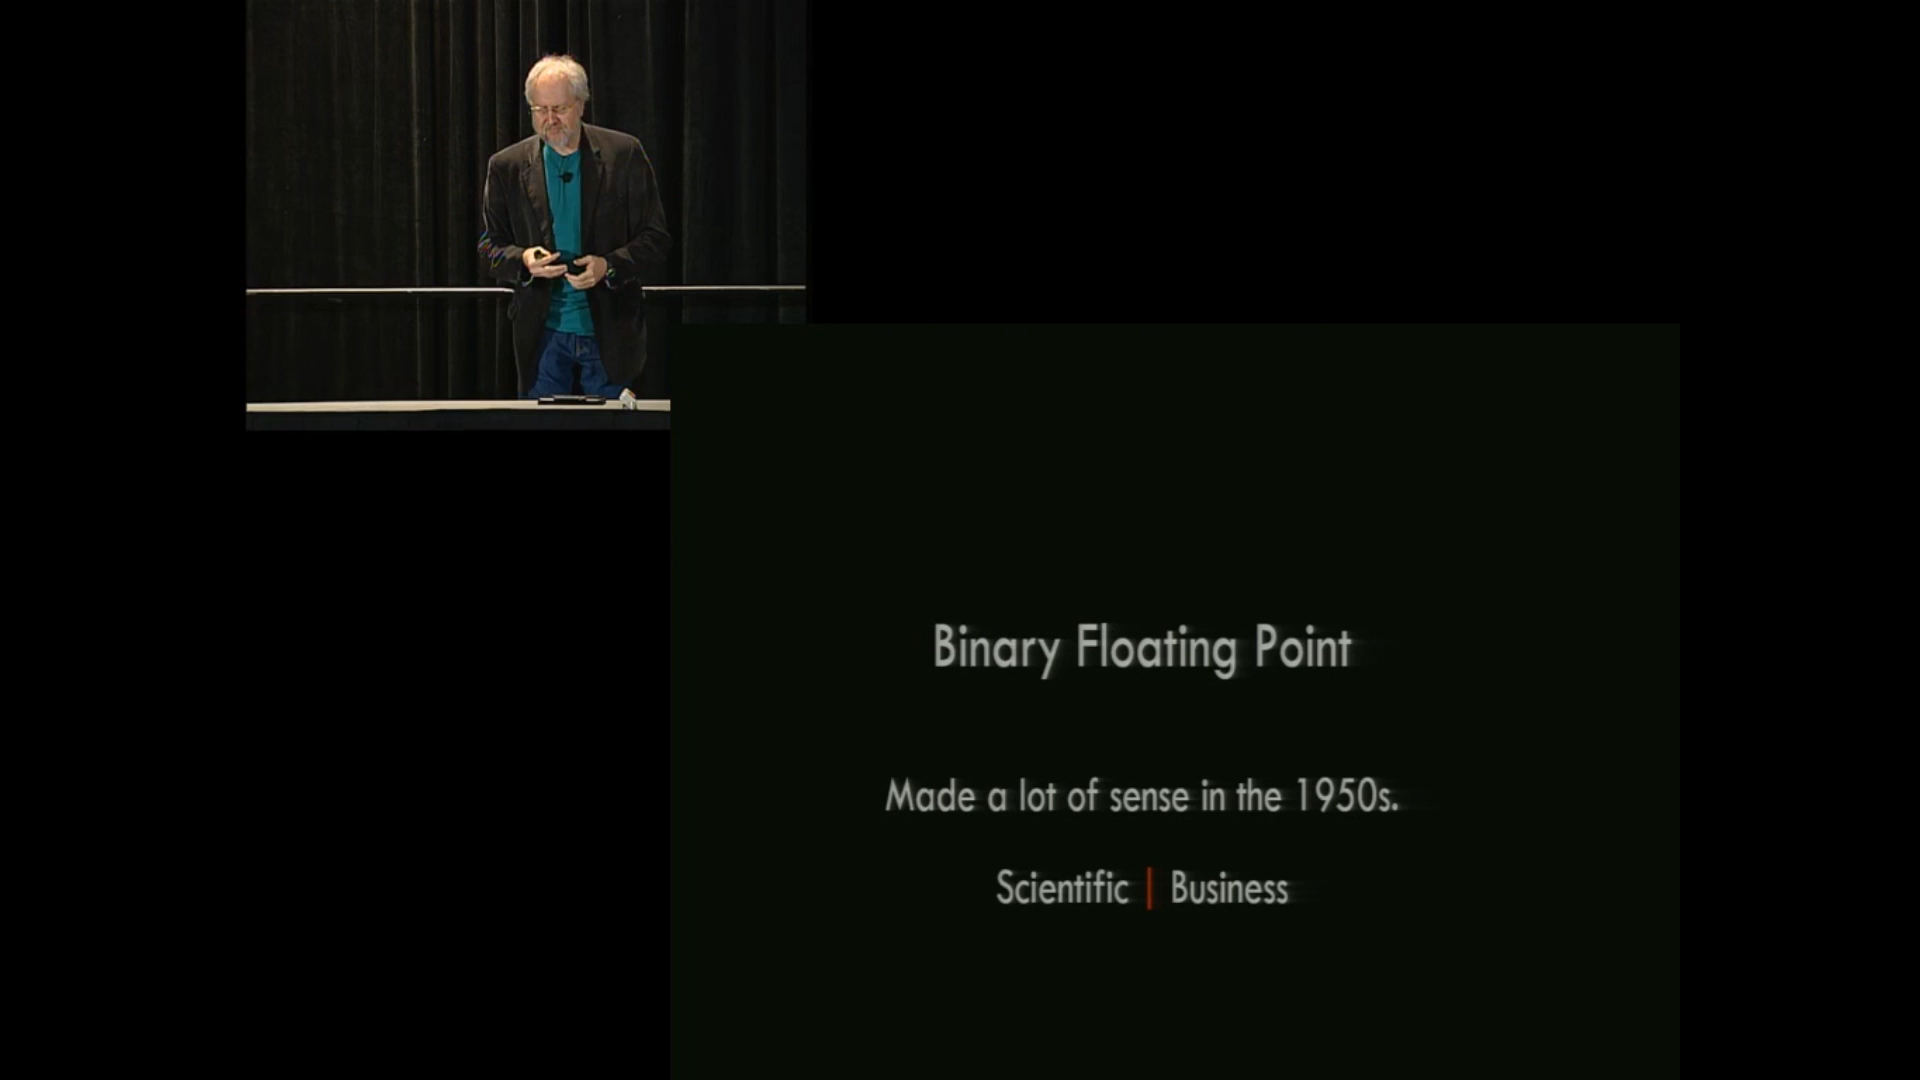 Binary Floating Point
Made a lot of sense in the 1950s.
Scientific | Business